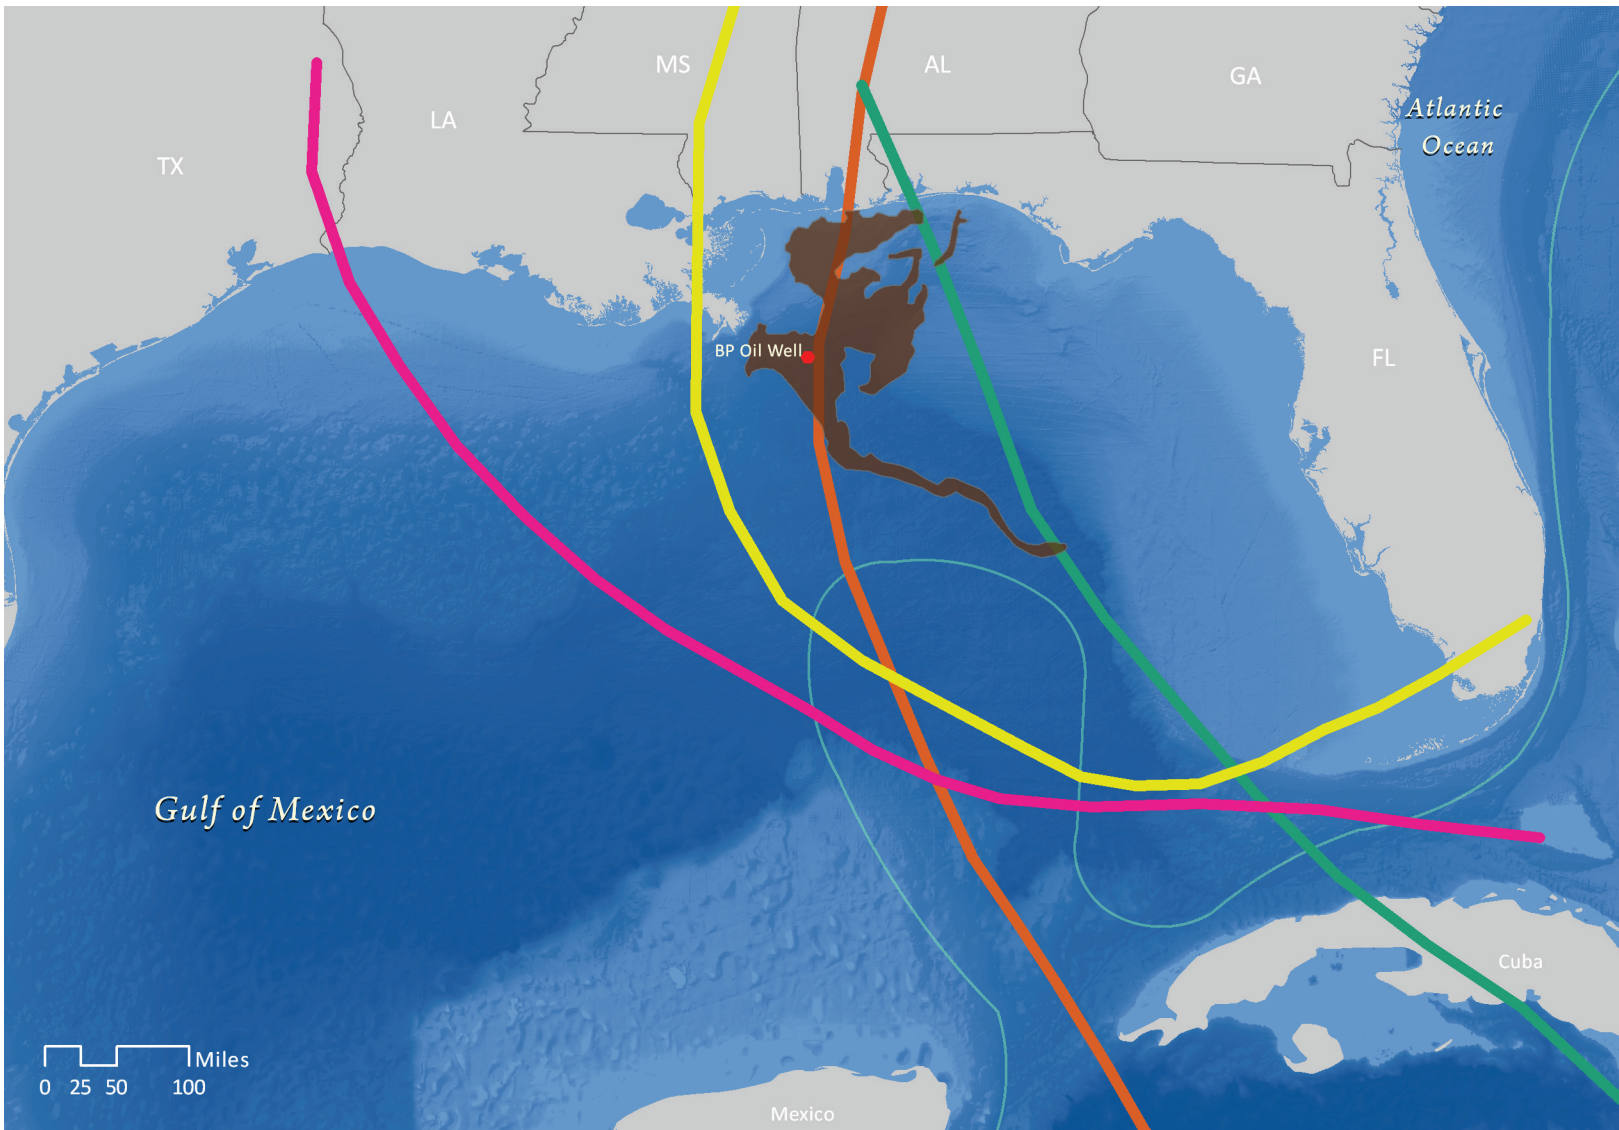 MS
AL
GA
LA
TX
Atlantic
Ocean
BP Oil Well
FL
Gulf of Mexico
Cuba
Miles
0 25 50 100
Mexico